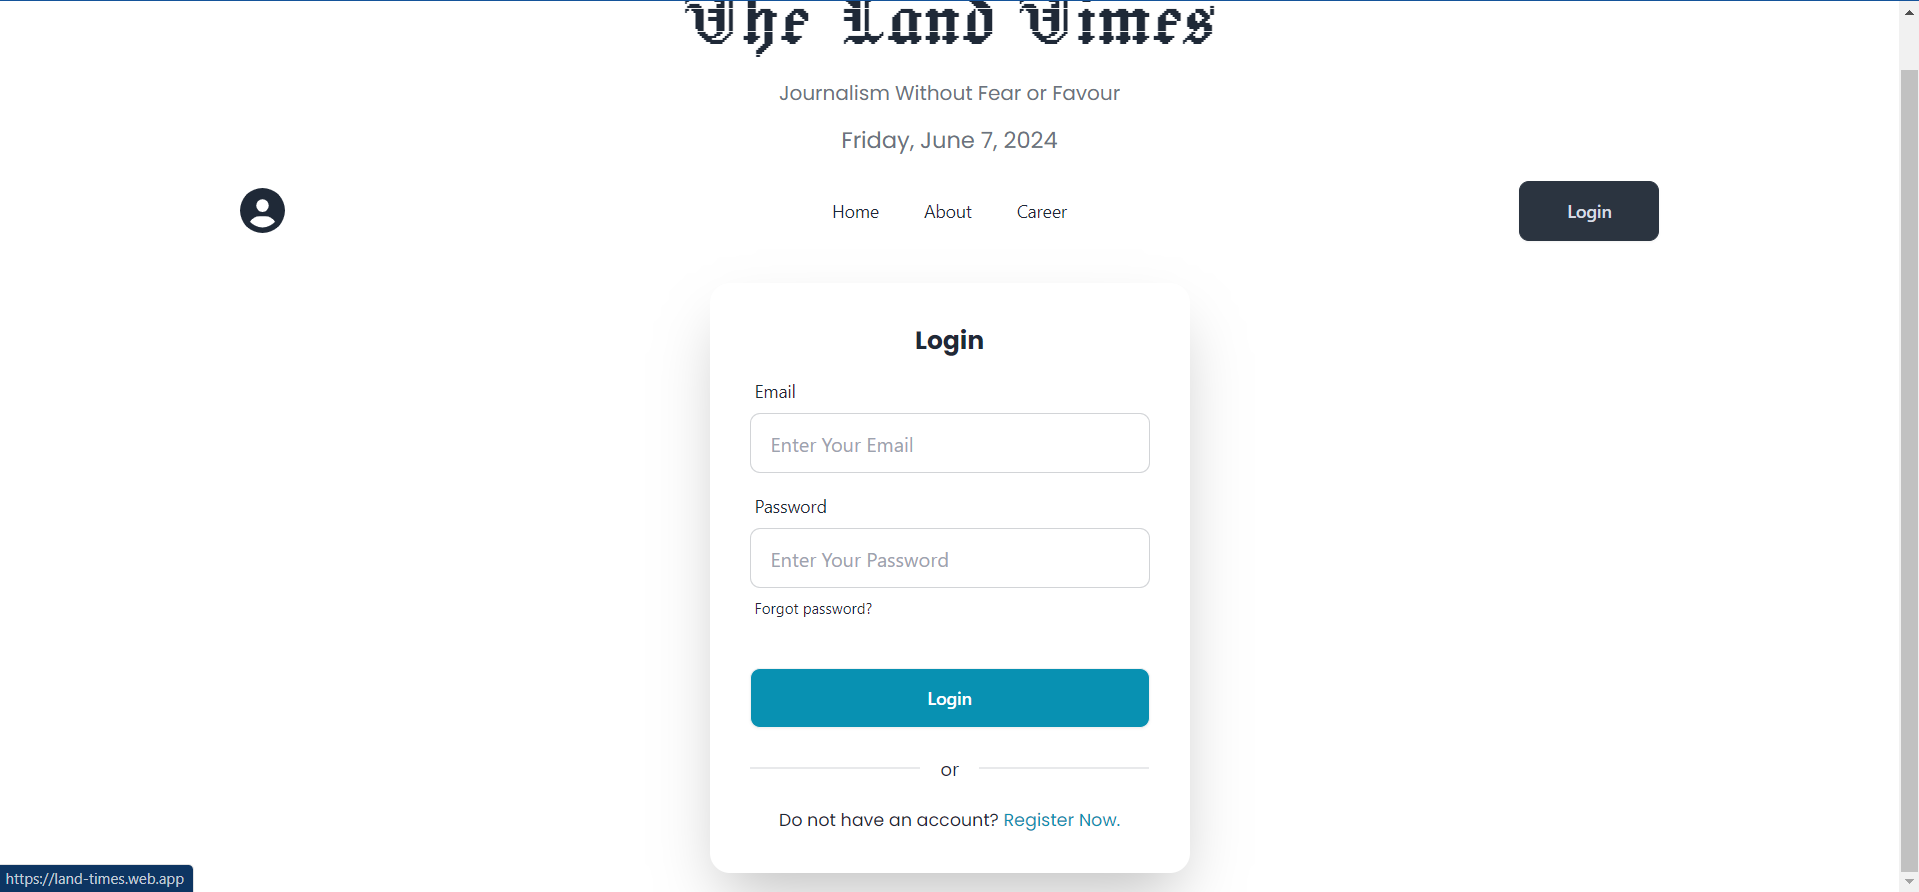 The Land Times
Journalism Without Fear or Favour
Friday, June 7, 2024
Home About Career Login
Login
Email
Enter Your Email
Password
Enter Your Password
Forgot password?
Login
or
Do not have an account? Register Now.
https://land-times.web.app